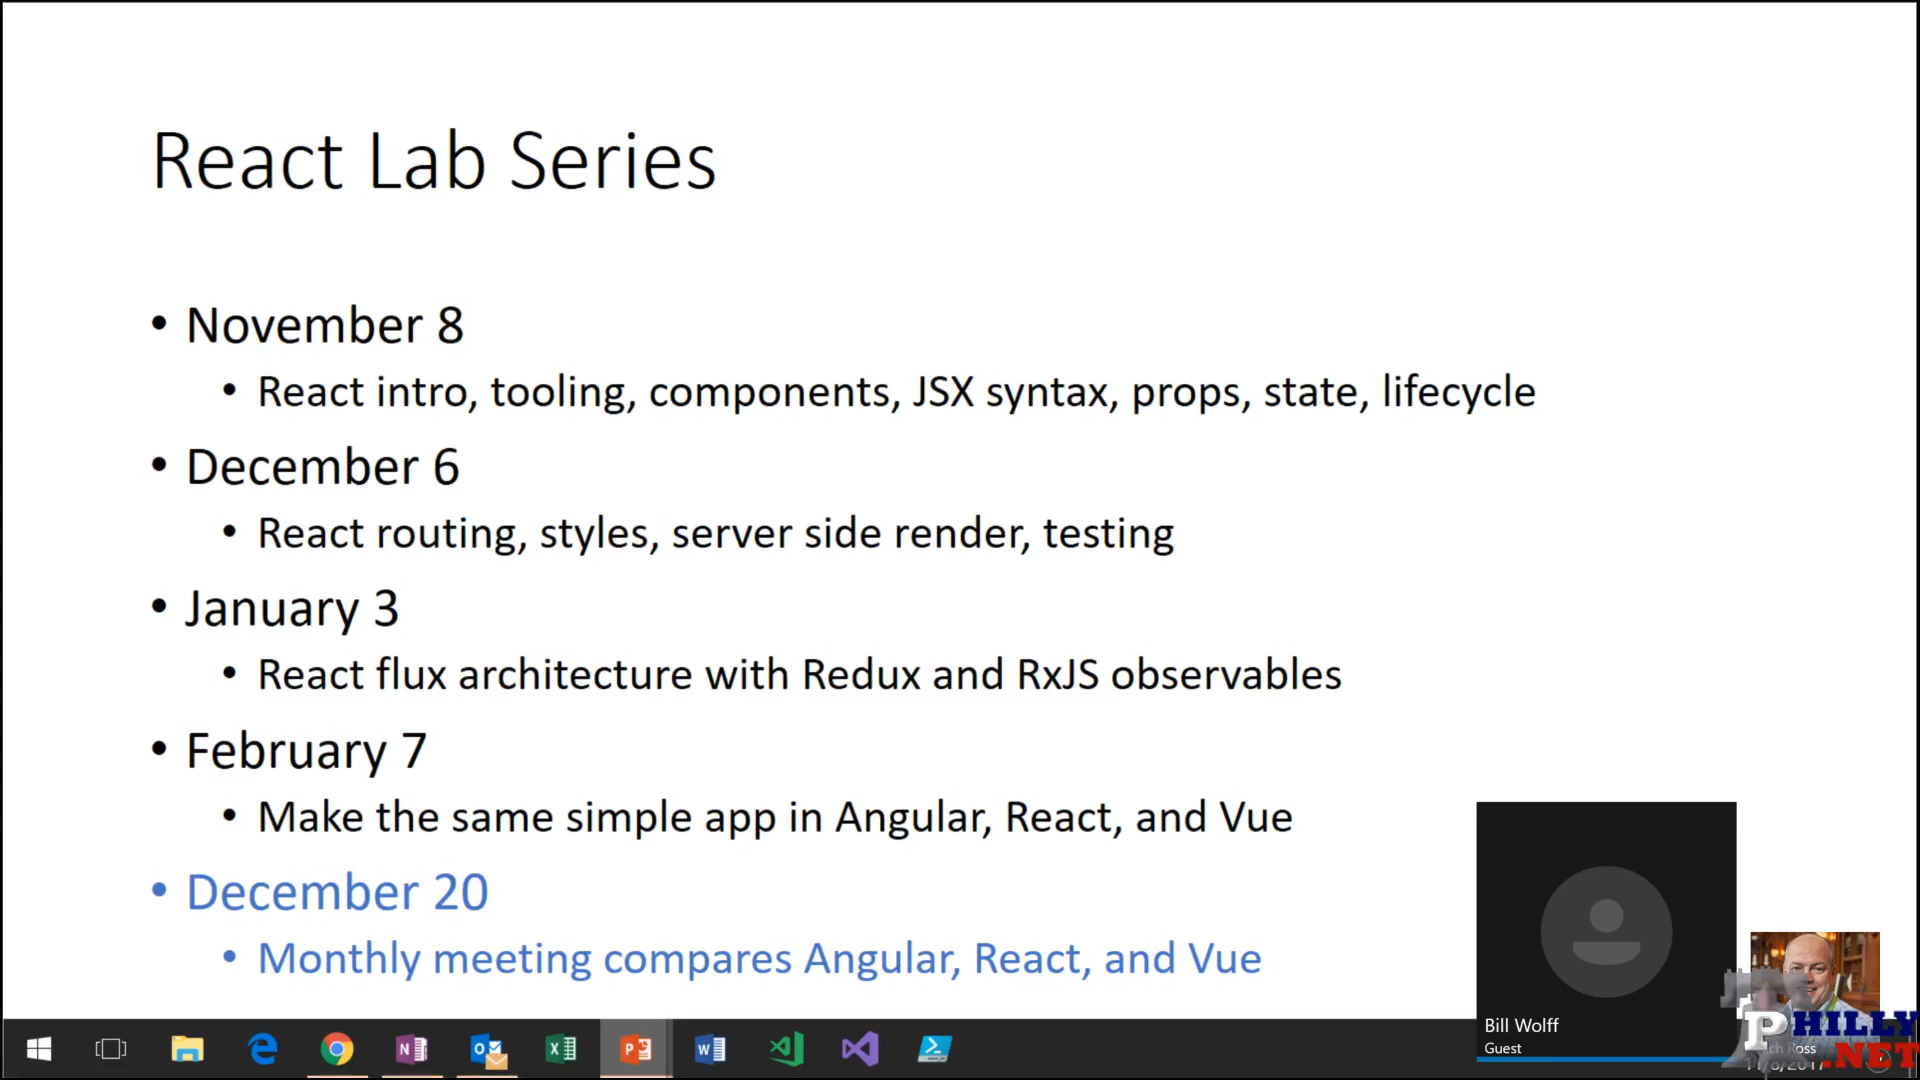 React Lab Series
• November 8
• React intro, tooling, components, JSX syntax, props, state, lifecycle
• December 6
• React routing, styles, server side render, testing
• January 3
• React flux architecture with Redux and RxJS observables
• February 7
• Make the same simple app in Angular, React, and Vue
• December 20
• Monthly meeting compares Angular, React, and Vue
Bill Wolff
Guest
PHILLY
.NET
Ross